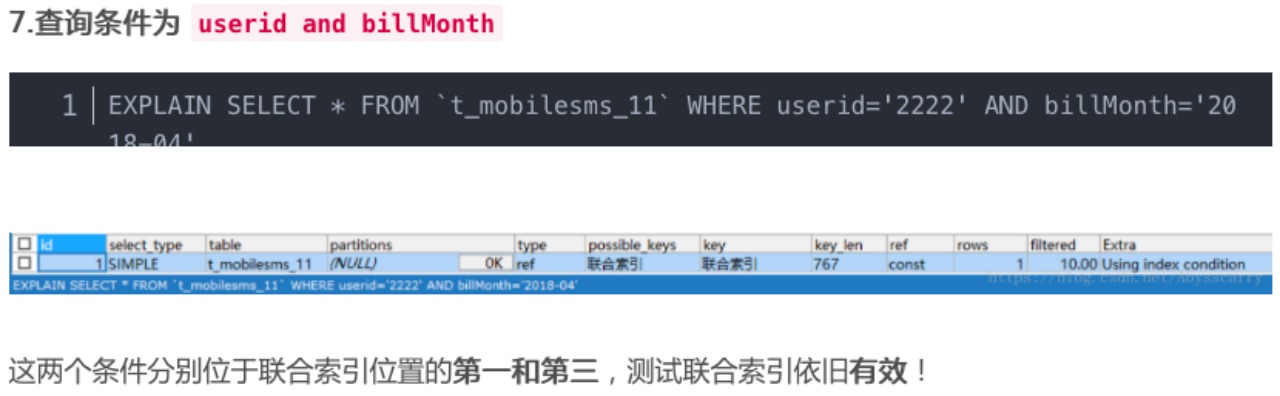 7.查询条件为 userid and billMonth
1 EXPLAIN SELECT * FROM `t_mobilesms_11` WHERE userid='2222' AND billMonth='20
18-04'
id select_type table partitions type possible_keys key key_len ref rows filtered Extra
1 SIMPLE t_mobilesms_11 (NULL) OK ref 联合索引 联合索引 767 const 1 10.00 Using index condition
EXPLAIN SELECT * FROM `t_mobilesms_11` WHERE userid='2222' AND billMonth='2018-04'
https://blog.csdn.net/Abysscarry
这两个条件分别位于联合索引位置的第一和第三，测试联合索引依旧有效！